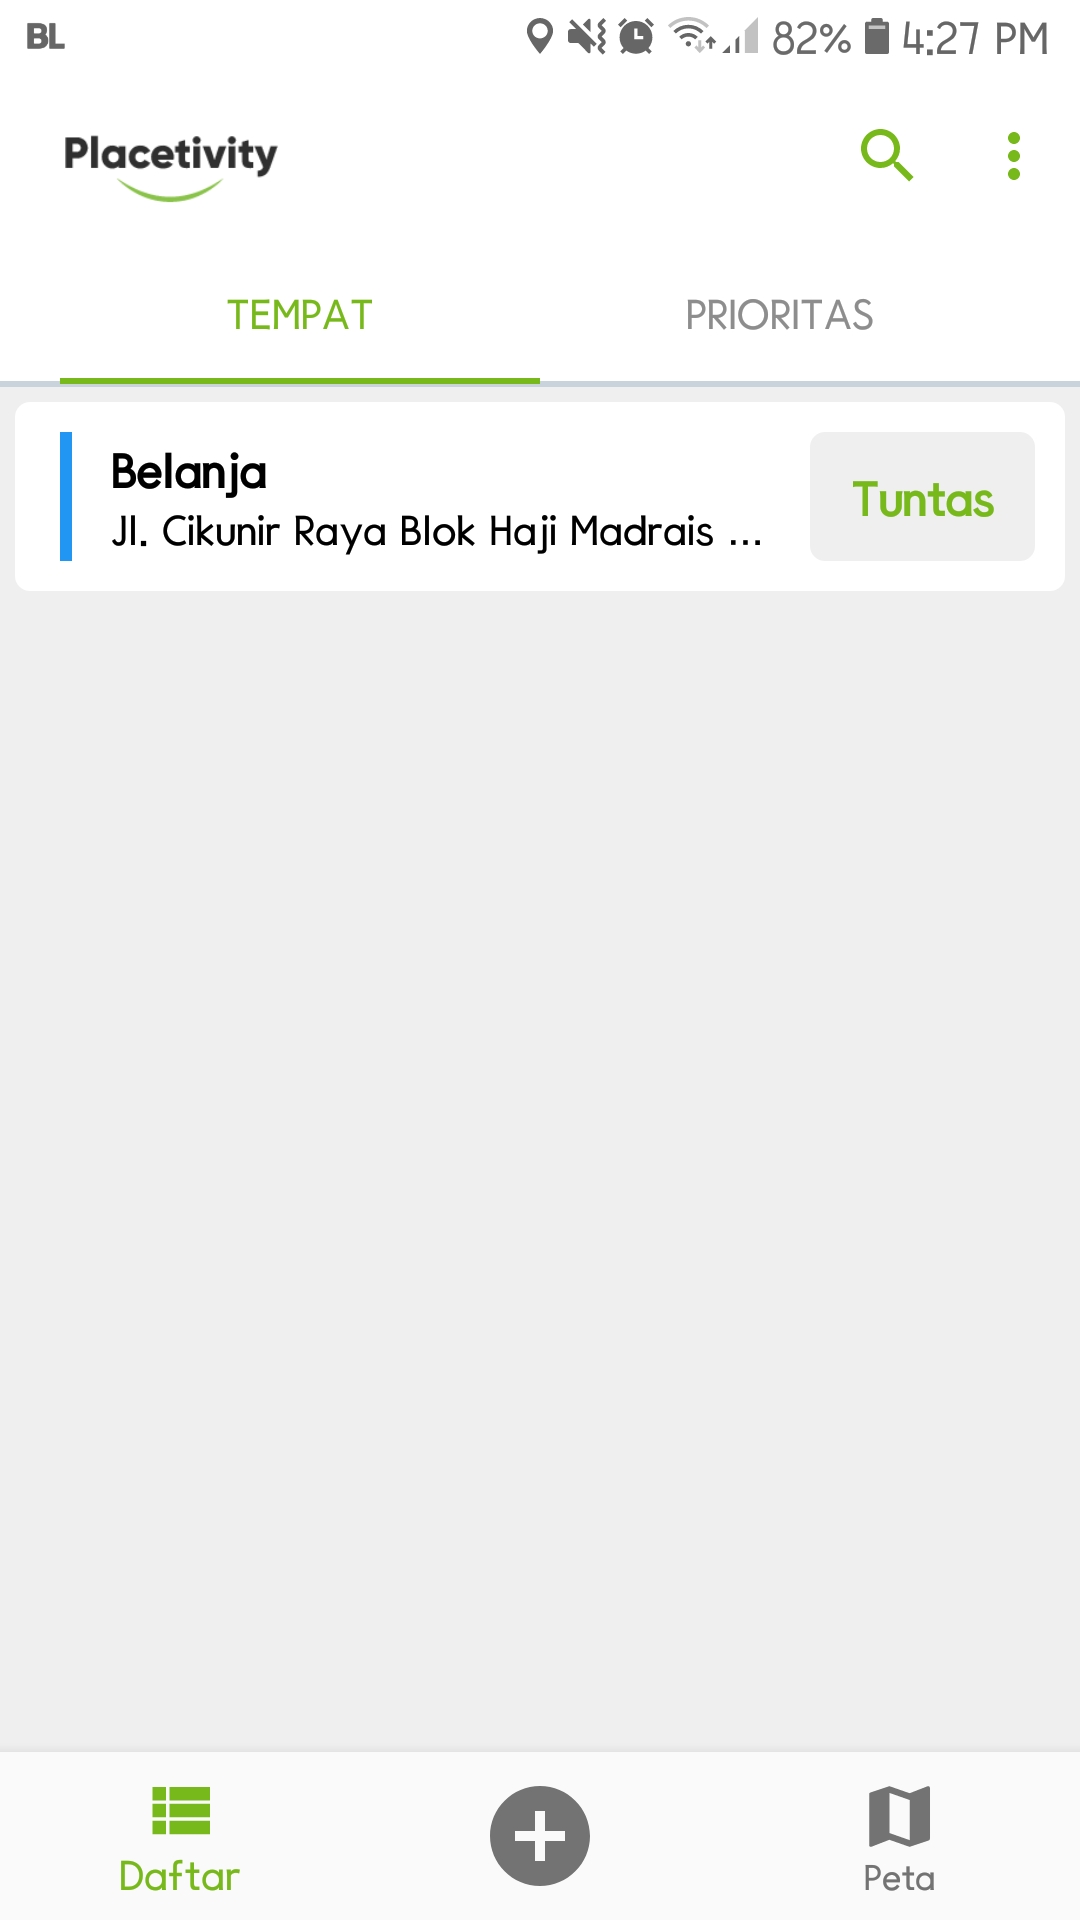 BL 82% 4:27 PM
Placetivity
TEMPAT PRIORITAS
Belanja
Jl. Cikunir Raya Blok Haji Madrais ...
Tuntas
Daftar Peta